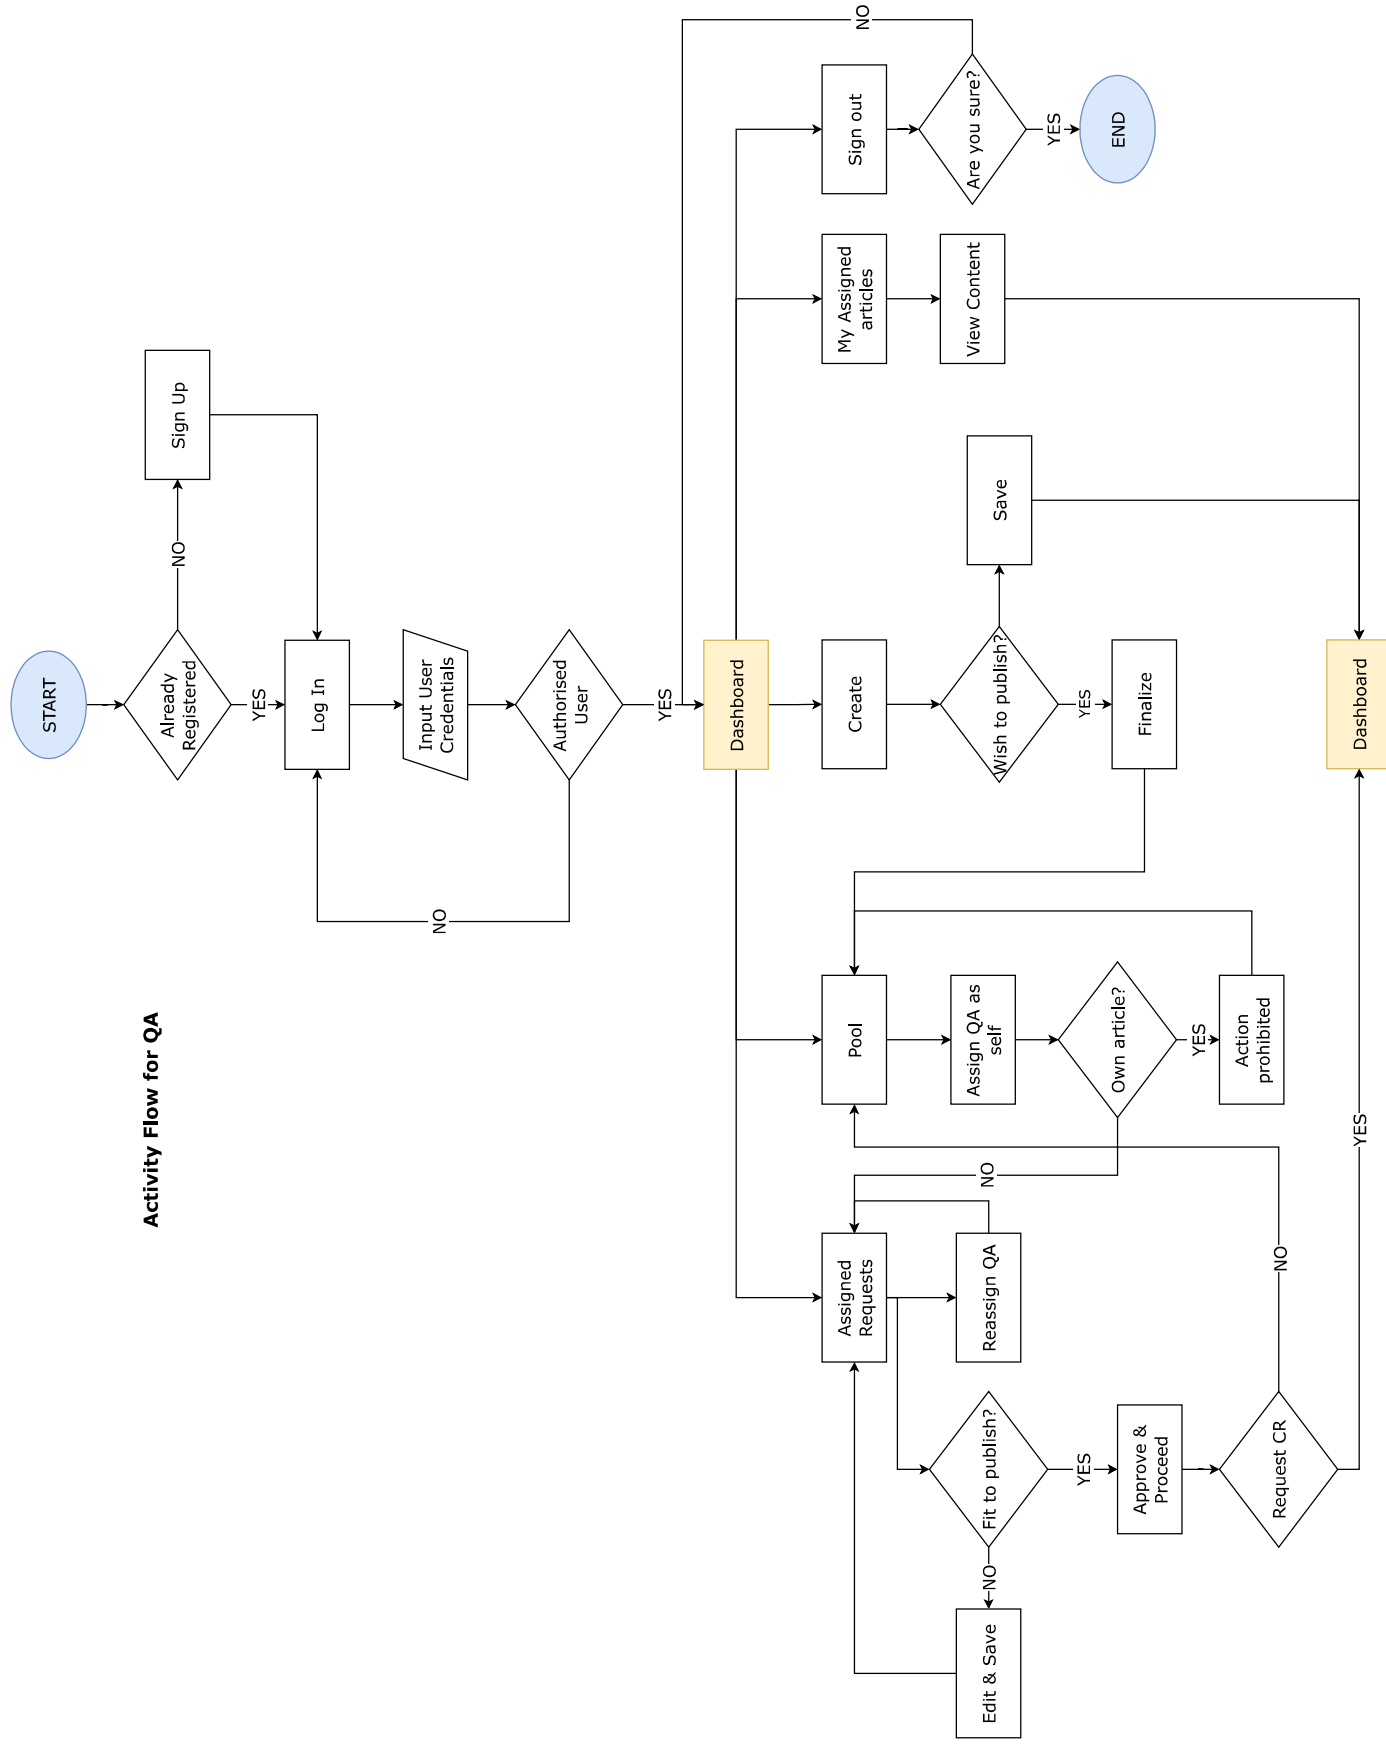 Activity Flow for QA
START
Already
Registered
NO
Sign Up
YES
Log In
Input User
Credentials
Authorised
User
NO
YES
Dashboard
Assigned
Requests
Reassign QA
Fit to publish?
NO
Edit & Save
YES
Approve &
Proceed
Request CR
NO
YES
Pool
Assign QA as
self
Own article?
NO
YES
Action
prohibited
Create
Wish to publish?
Save
YES
Finalize
My Assigned
articles
View Content
Sign out
Are you sure?
NO
YES
END
Dashboard